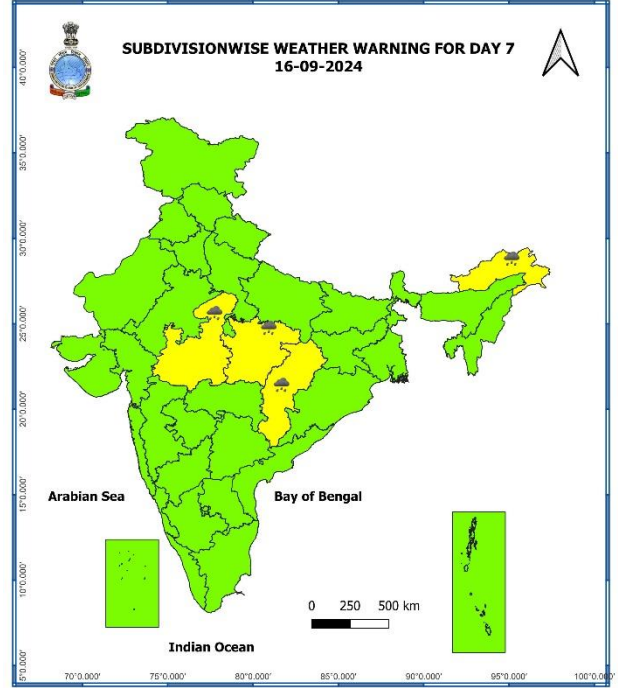 SUBDIVISIONWISE WEATHER WARNING FOR DAY 7
16-09-2024
40°0.000'
35°0.000'
30°0.000'
25°0.000'
20°0.000'
15°0.000'
10°0.000'
5°0.000'
Arabian Sea
Bay of Bengal
0 250 500 km
Indian Ocean
70°0.000' 75°0.000' 80°0.000' 85°0.000' 90°0.000' 95°0.000' 100°0.000'